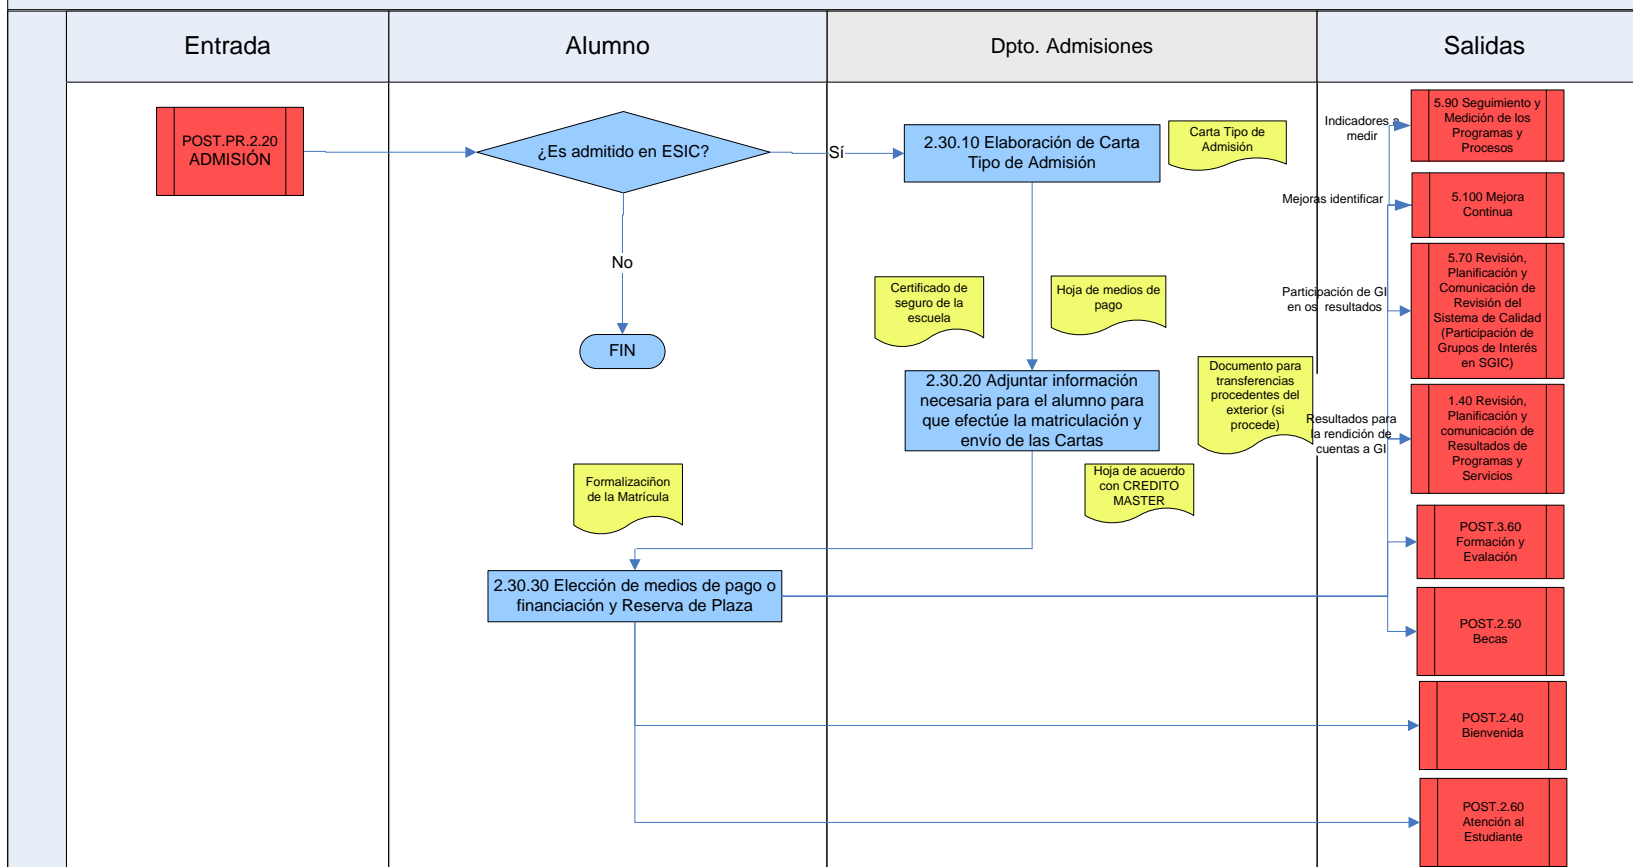 Entrada
Alumno
Dpto. Admisiones
Salidas
POST.PR.2.20
ADMISIÓN
¿Es admitido en ESIC?
Sí
2.30.10 Elaboración de Carta
Tipo de Admisión
Carta Tipo de
Admisión
Indicadores a
medir
5.90 Seguimiento y
Medición de los
Programas y
Procesos
Mejoras identificar
5.100 Mejora
Continua
No
FIN
Certificado de
seguro de la
escuela
Hoja de medios de
pago
Participación de GI
en os  resultados
5.70 Revisión,
Planificación y
Comunicación de
Revisión del
Sistema de Calidad
(Participación de
Grupos de Interés
en SGIC)
2.30.20 Adjuntar información
necesaria para el alumno para
que efectúe la matriculación y
envío de las Cartas
Documento para
transferencias
procedentes del
exterior (si
procede)
Resultados para
la rendición de
cuentas a GI
1.40 Revisión,
Planificación y
comunicación de
Resultados de
Programas y
Servicios
Formalizaciñon
de la Matrícula
Hoja de acuerdo
con CREDITO
MASTER
POST.3.60
Formación y
Evaluación
2.30.30 Elección de medios de pago o
financiación y Reserva de Plaza
POST.2.50
Becas
POST.2.40
Bienvenida
POST.2.60
Atención al
Estudiante